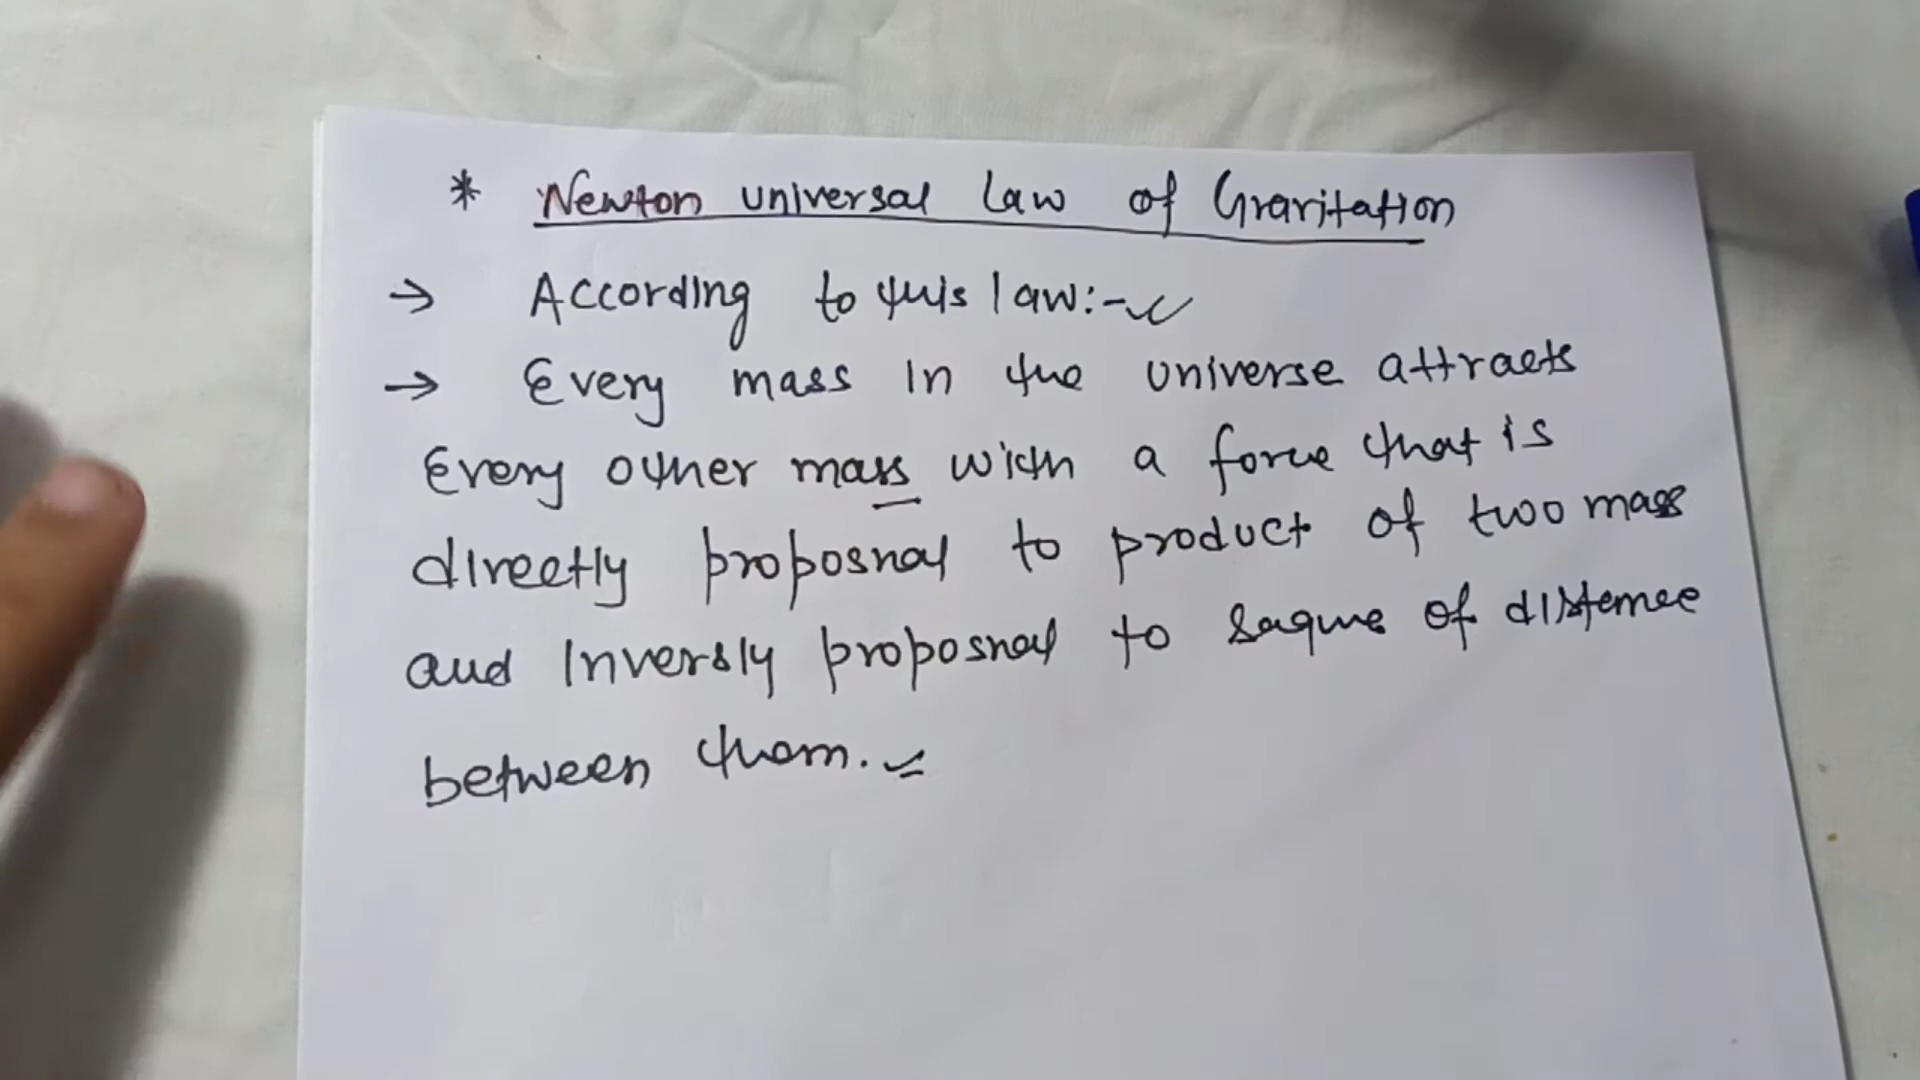 * Newton universal Law of Gravitation
→ According to this law:-
→ Every mass in the universe attracts
Every other mass with a force that is
directly proposnal to product of two mass
and Inversly proposnal to Saqure of distemce
between them.